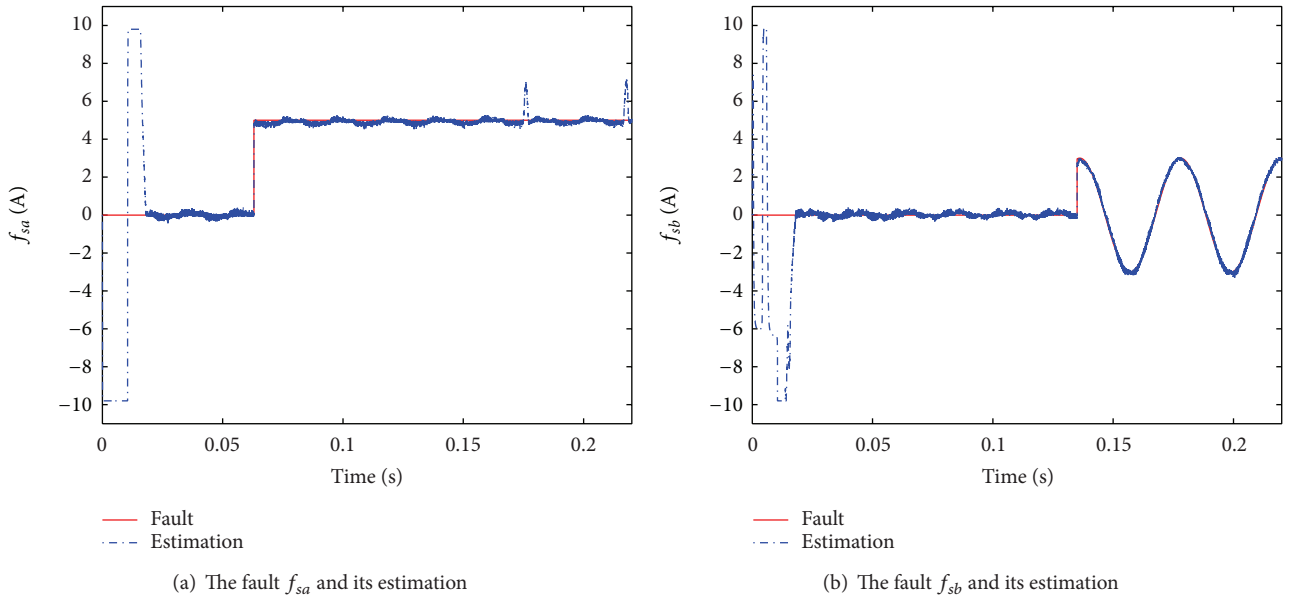 10
8
6
4
2
0
−2
−4
−6
−8
−10
f_sa (A)
0 0.05 0.1 0.15 0.2
Time (s)
Fault
Estimation
(a) The fault f_sa and its estimation
10
8
6
4
2
0
−2
−4
−6
−8
−10
f_sb (A)
0 0.05 0.1 0.15 0.2
Time (s)
Fault
Estimation
(b) The fault f_sb and its estimation